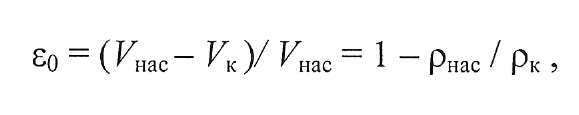 ε₀ = (Vнас – Vк)/ Vнас = 1 – ρнас / ρк ,